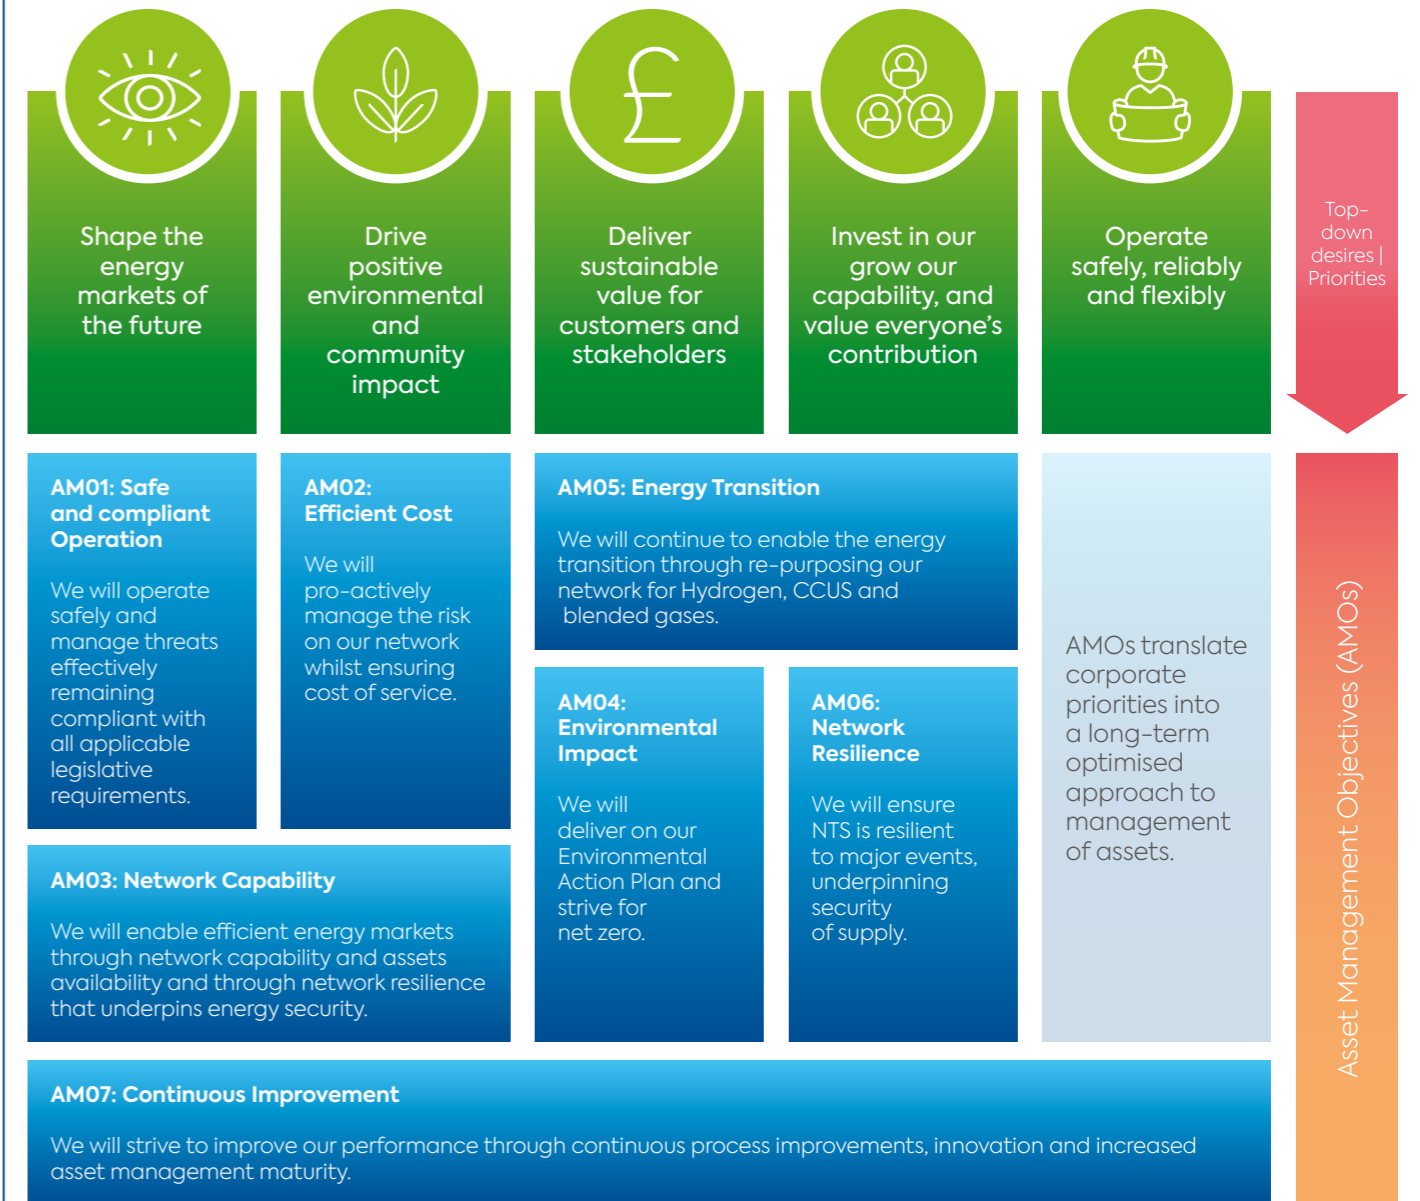 Shape the
energy
markets of
the future
Drive
positive
environmental
and
community
impact
£
Deliver
sustainable
value for
customers and
stakeholders
Invest in our
grow our
capability, and
value everyone's
contribution
Operate
safely, reliably
and flexibly
Top-
down
desires |
Priorities
AM01: Safe
and compliant
Operation
We will operate
safely and
manage threats
effectively
remaining
compliant with
all applicable
legislative
requirements.
AM02:
Efficient Cost
We will
pro-actively
manage the risk
on our network
whilst ensuring
cost of service.
AM03: Network Capability
We will enable efficient energy markets
through network capability and assets
availability and through network resilience
that underpins energy security.
AM05: Energy Transition
We will continue to enable the energy
transition through re-purposing our
network for Hydrogen, CCUS and
blended gases.
AM04:
Environmental
Impact
We will
deliver on our
Environmental
Action Plan and
strive for
net zero.
AM06:
Network
Resilience
We will ensure
NTS is resilient
to major events,
underpinning
security
of supply.
AMOs translate
corporate
priorities into
a long-term
optimised
approach to
management
of assets.
Asset Management Objectives (AMOs)
AM07: Continuous Improvement
We will strive to improve our performance through continuous process improvements, innovation and increased
asset management maturity.